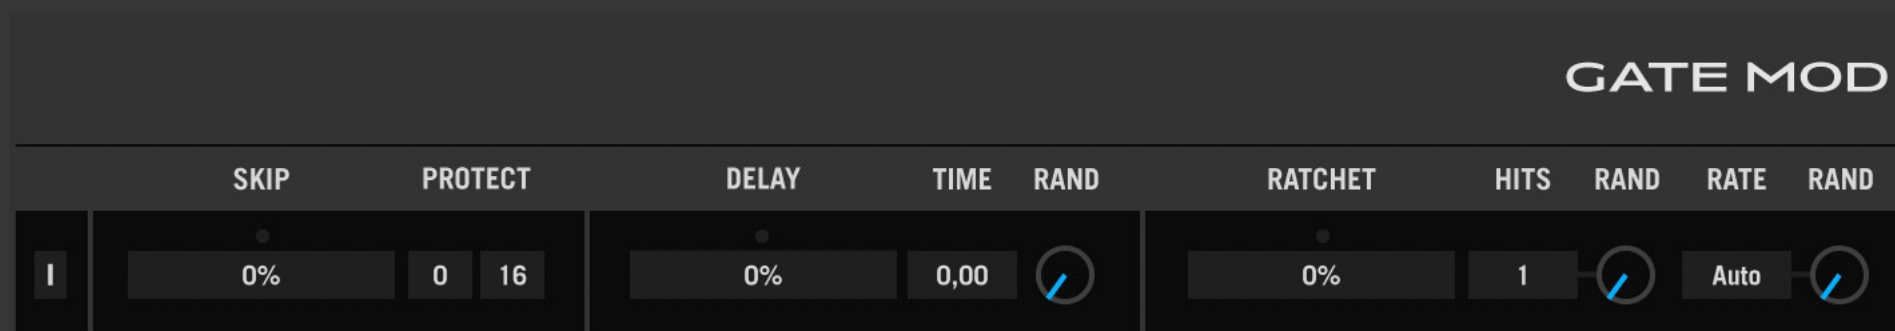 GATE MOD
SKIP PROTECT DELAY TIME RAND RATCHET HITS RAND RATE RAND
I 0% 0 16 0% 0,00 0% 1 Auto